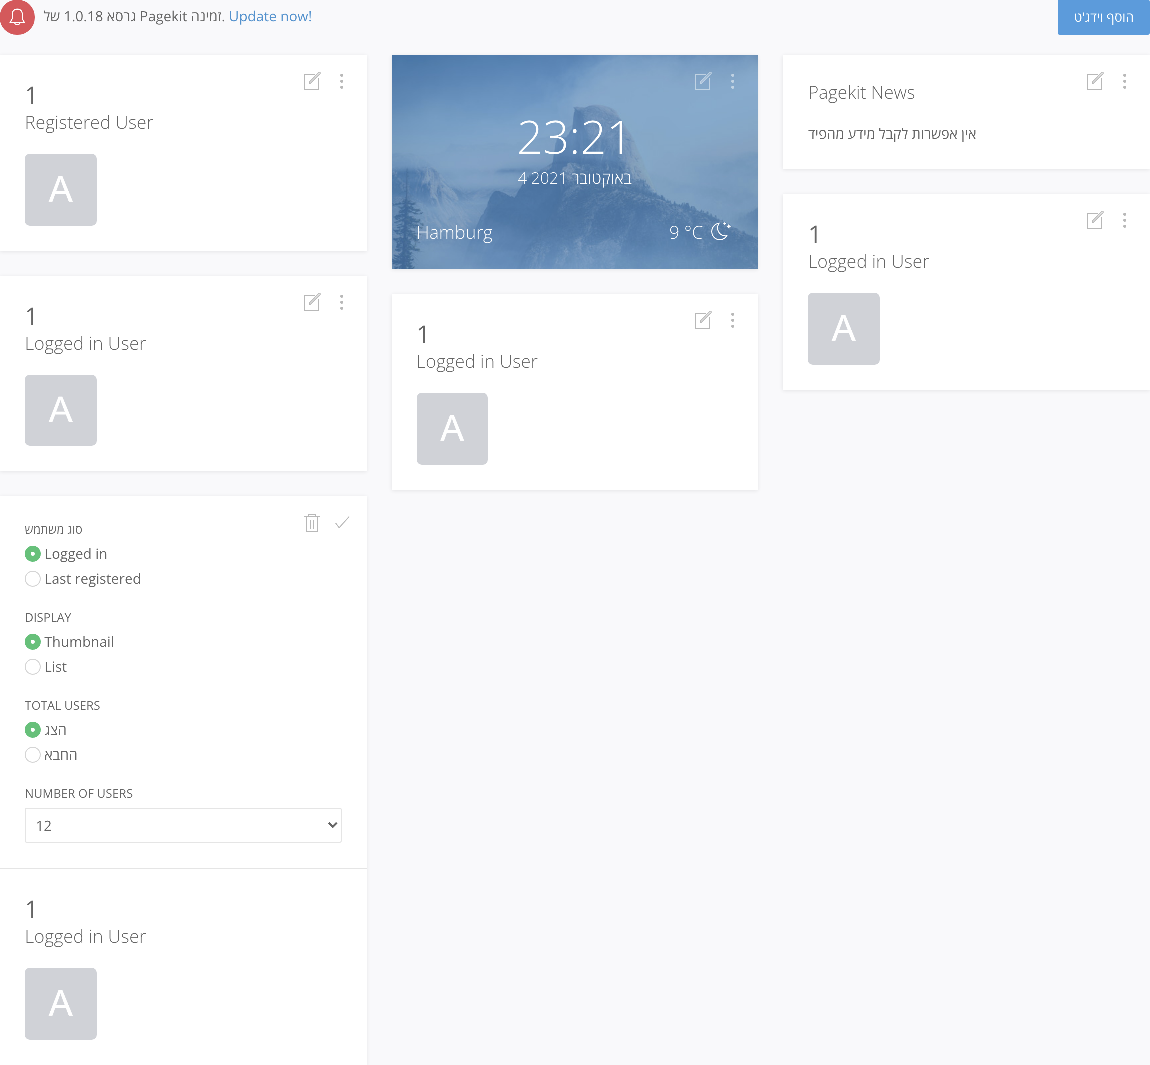 גרסא 1.0.18 של Pagekit זמינה. Update now!
הוסף וידג'ט
1
Registered User
A
1
Logged in User
A
סוג משתמש
Logged in
Last registered
DISPLAY
Thumbnail
List
TOTAL USERS
הצג
החבא
NUMBER OF USERS
12
1
Logged in User
A
23:21
4 באוקטובר 2021
Hamburg
9 °C
1
Logged in User
A
Pagekit News
אין אפשרות לקבל מידע מהפיד
1
Logged in User
A